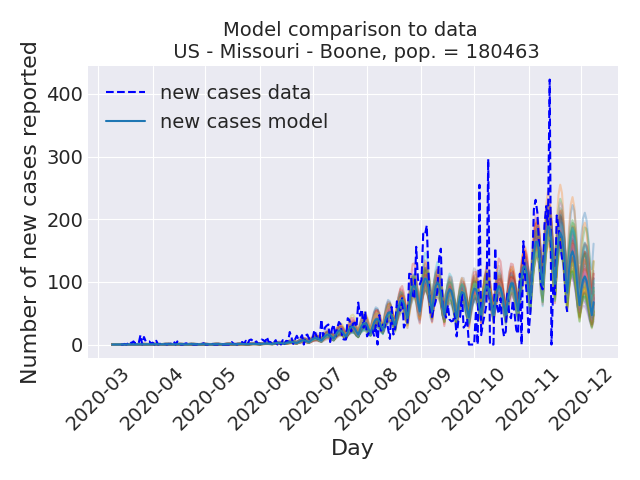 Model comparison to data
US - Missouri - Boone, pop. = 180463
Number of new cases reported
400
300
200
100
0
new cases data
new cases model
2020-03
2020-04
2020-05
2020-06
2020-07
2020-08
2020-09
2020-10
2020-11
2020-12
Day